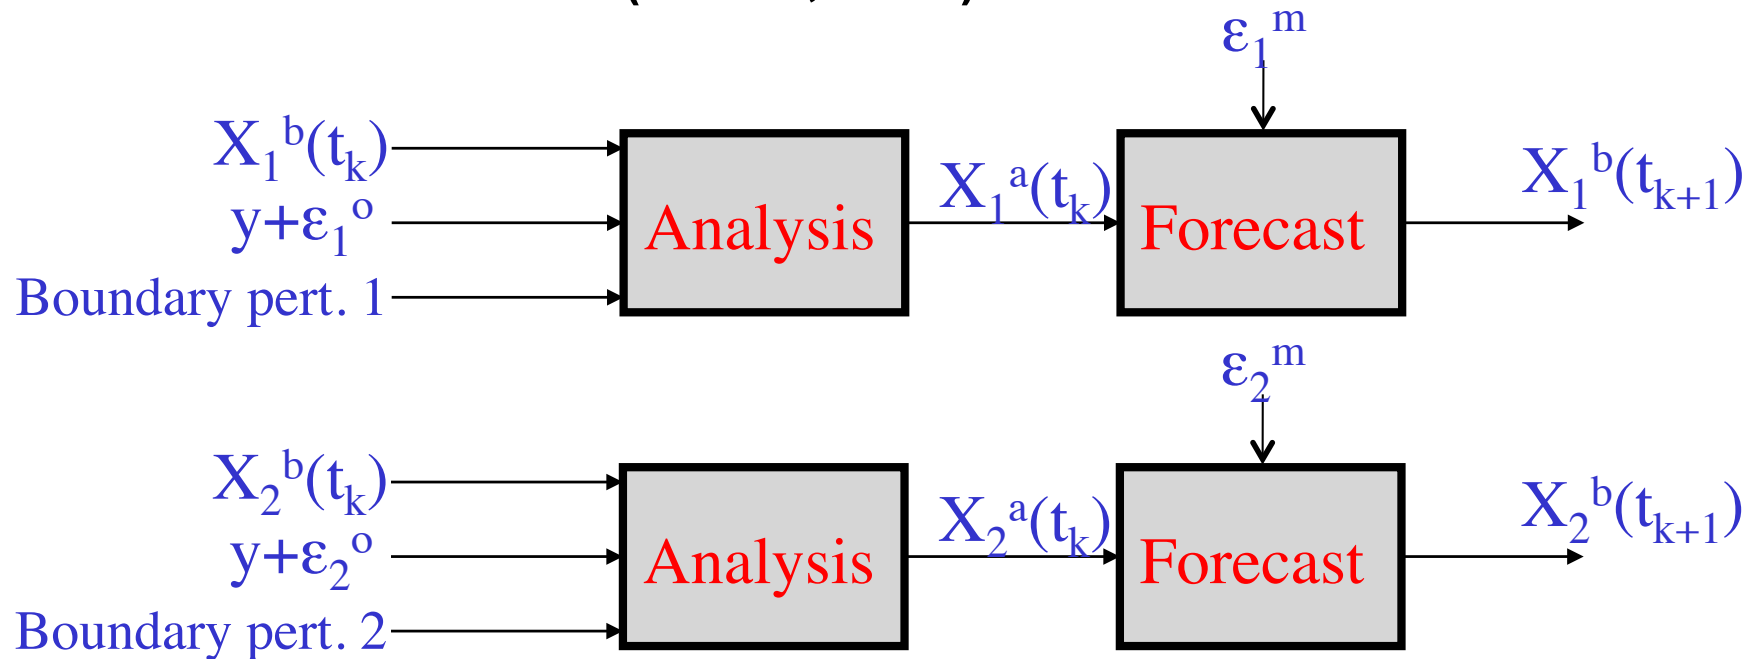 ε₁ᵐ
X₁ᵇ(tₖ)
y+ε₁ᵒ
Boundary pert. 1
Analysis
X₁ᵃ(tₖ)
Forecast
X₁ᵇ(tₖ₊₁)
ε₂ᵐ
X₂ᵇ(tₖ)
y+ε₂ᵒ
Boundary pert. 2
Analysis
X₂ᵃ(tₖ)
Forecast
X₂ᵇ(tₖ₊₁)